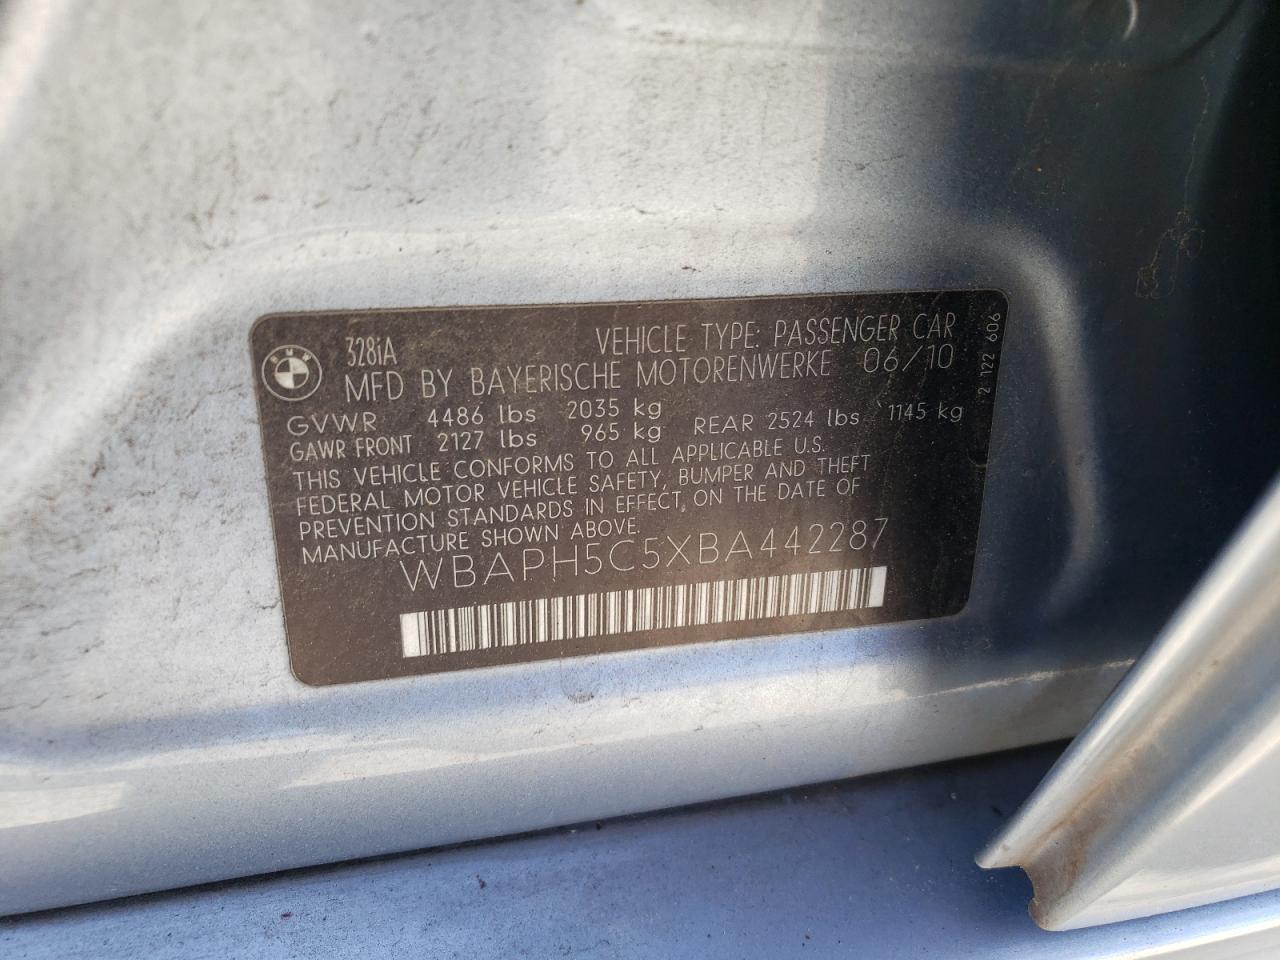 BMW
328iA VEHICLE TYPE: PASSENGER CAR
MFD BY BAYERISCHE MOTORENWERKE 06/10
GVWR 4486 lbs 2035 kg
GAWR FRONT 2127 lbs 965 kg REAR 2524 lbs 1145 kg
THIS VEHICLE CONFORMS TO ALL APPLICABLE U.S.
FEDERAL MOTOR VEHICLE SAFETY, BUMPER AND THEFT
PREVENTION STANDARDS IN EFFECT, ON THE DATE OF
MANUFACTURE SHOWN ABOVE
WBAPH5C5XBA442287
2 122 606